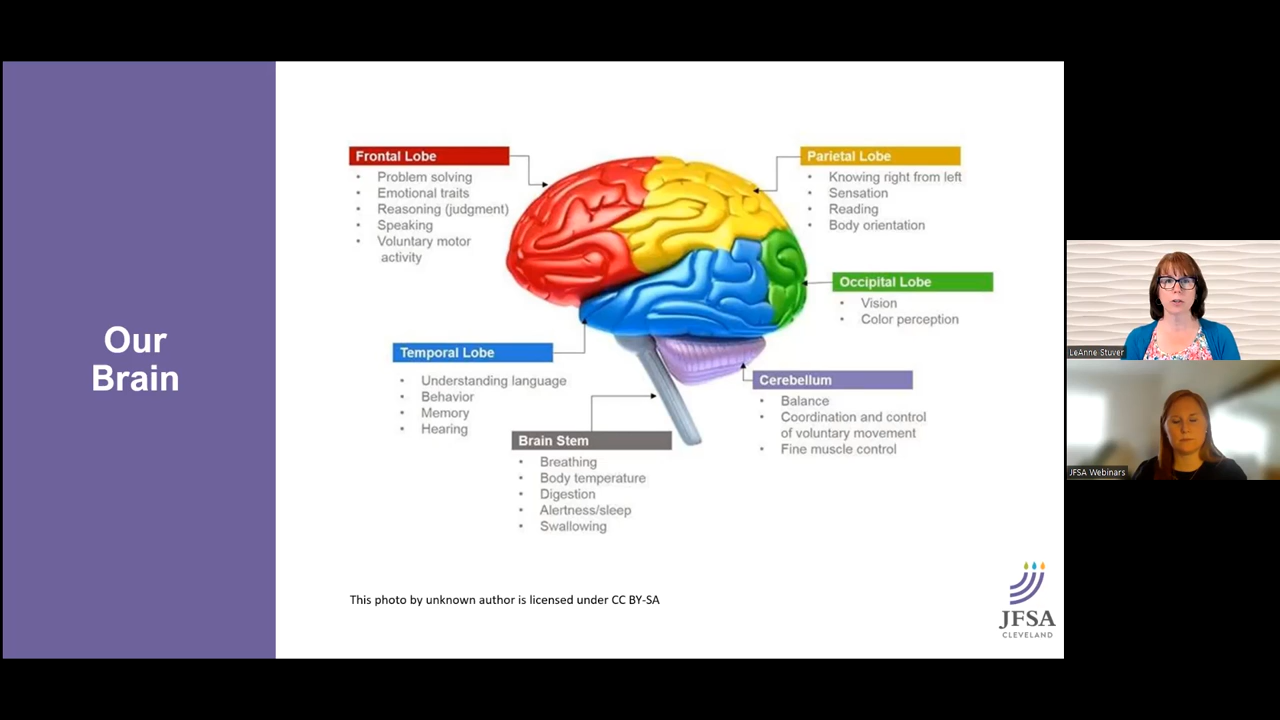 Our
Brain
Frontal Lobe
• Problem solving
• Emotional traits
• Reasoning (judgment)
• Speaking
• Voluntary motor
activity
Parietal Lobe
• Knowing right from left
• Sensation
• Reading
• Body orientation
Occipital Lobe
• Vision
• Color perception
Temporal Lobe
• Understanding language
• Behavior
• Memory
• Hearing
Cerebellum
• Balance
• Coordination and control
of voluntary movement
• Fine muscle control
Brain Stem
• Breathing
• Body temperature
• Digestion
• Alertness/sleep
• Swallowing
This photo by unknown author is licensed under CC BY-SA
JFSA
CLEVELAND
LeAnne Stuver
JFSA Webinars